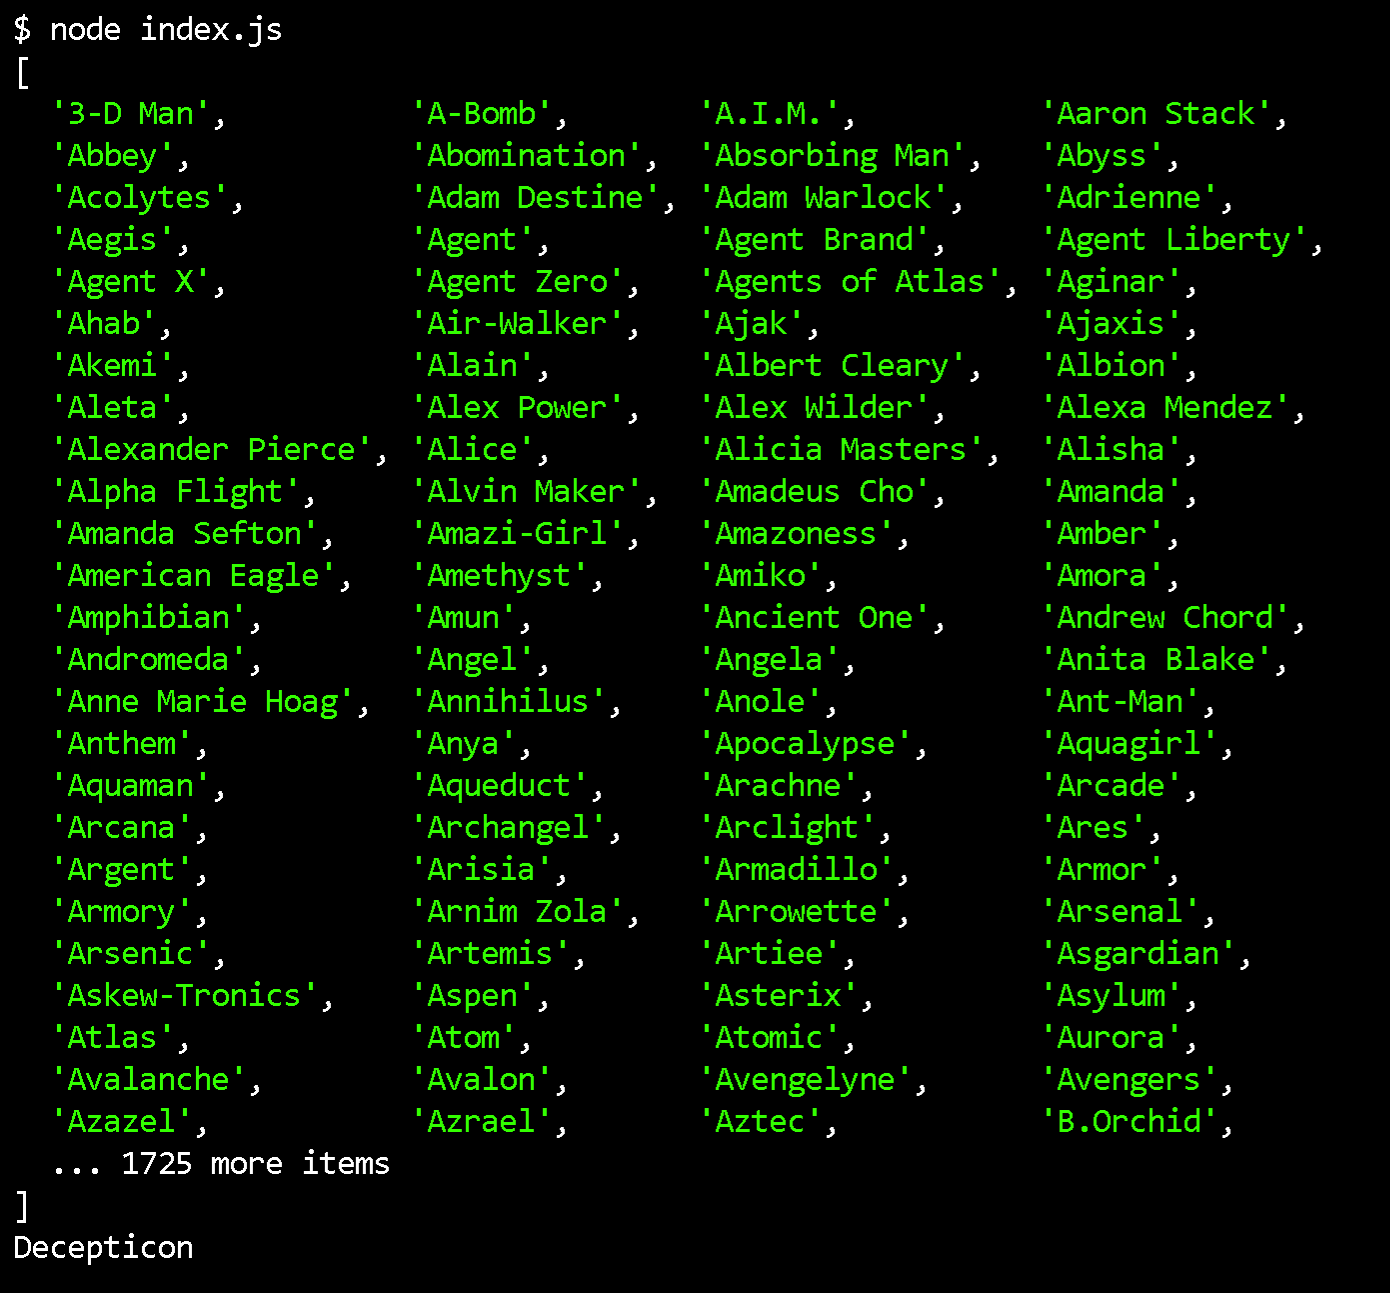 $ node index.js
[
  '3-D Man',          'A-Bomb',       'A.I.M.',          'Aaron Stack',
  'Abbey',            'Abomination',  'Absorbing Man',   'Abyss',
  'Acolytes',         'Adam Destine', 'Adam Warlock',    'Adrienne',
  'Aegis',            'Agent',        'Agent Brand',     'Agent Liberty',
  'Agent X',          'Agent Zero',   'Agents of Atlas', 'Aginar',
  'Ahab',             'Air-Walker',   'Ajak',            'Ajaxis',
  'Akemi',            'Alain',        'Albert Cleary',   'Albion',
  'Aleta',            'Alex Power',   'Alex Wilder',     'Alexa Mendez',
  'Alexander Pierce', 'Alice',        'Alicia Masters',  'Alisha',
  'Alpha Flight',     'Alvin Maker',  'Amadeus Cho',     'Amanda',
  'Amanda Sefton',    'Amazi-Girl',   'Amazoness',       'Amber',
  'American Eagle',   'Amethyst',     'Amiko',           'Amora',
  'Amphibian',        'Amun',         'Ancient One',     'Andrew Chord',
  'Andromeda',        'Angel',        'Angela',          'Anita Blake',
  'Anne Marie Hoag',  'Annihilus',    'Anole',           'Ant-Man',
  'Anthem',           'Anya',         'Apocalypse',      'Aquagirl',
  'Aquaman',          'Aqueduct',     'Arachne',         'Arcade',
  'Arcana',           'Archangel',    'Arclight',        'Ares',
  'Argent',           'Arisia',       'Armadillo',       'Armor',
  'Armory',           'Arnim Zola',   'Arrowette',       'Arsenal',
  'Arsenic',          'Artemis',      'Artiee',          'Asgardian',
  'Askew-Tronics',    'Aspen',        'Asterix',         'Asylum',
  'Atlas',            'Atom',         'Atomic',          'Aurora',
  'Avalanche',        'Avalon',       'Avengelyne',      'Avengers',
  'Azazel',           'Azrael',       'Aztec',           'B.Orchid',
  ... 1725 more items
]
Decepticon